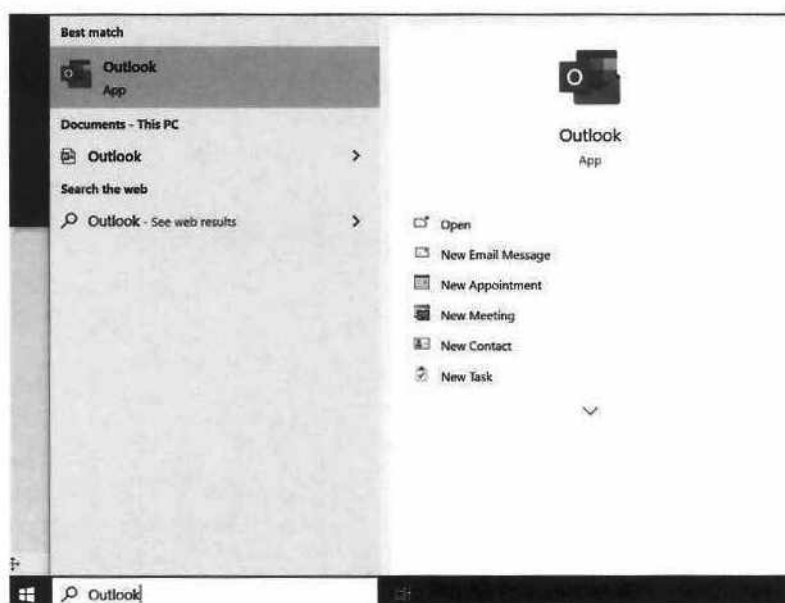 Best match
Outlook
App
Documents - This PC
Outlook
Search the web
Outlook - See web results
Outlook
App
Open
New Email Message
New Appointment
New Meeting
New Contact
New Task
Outlook